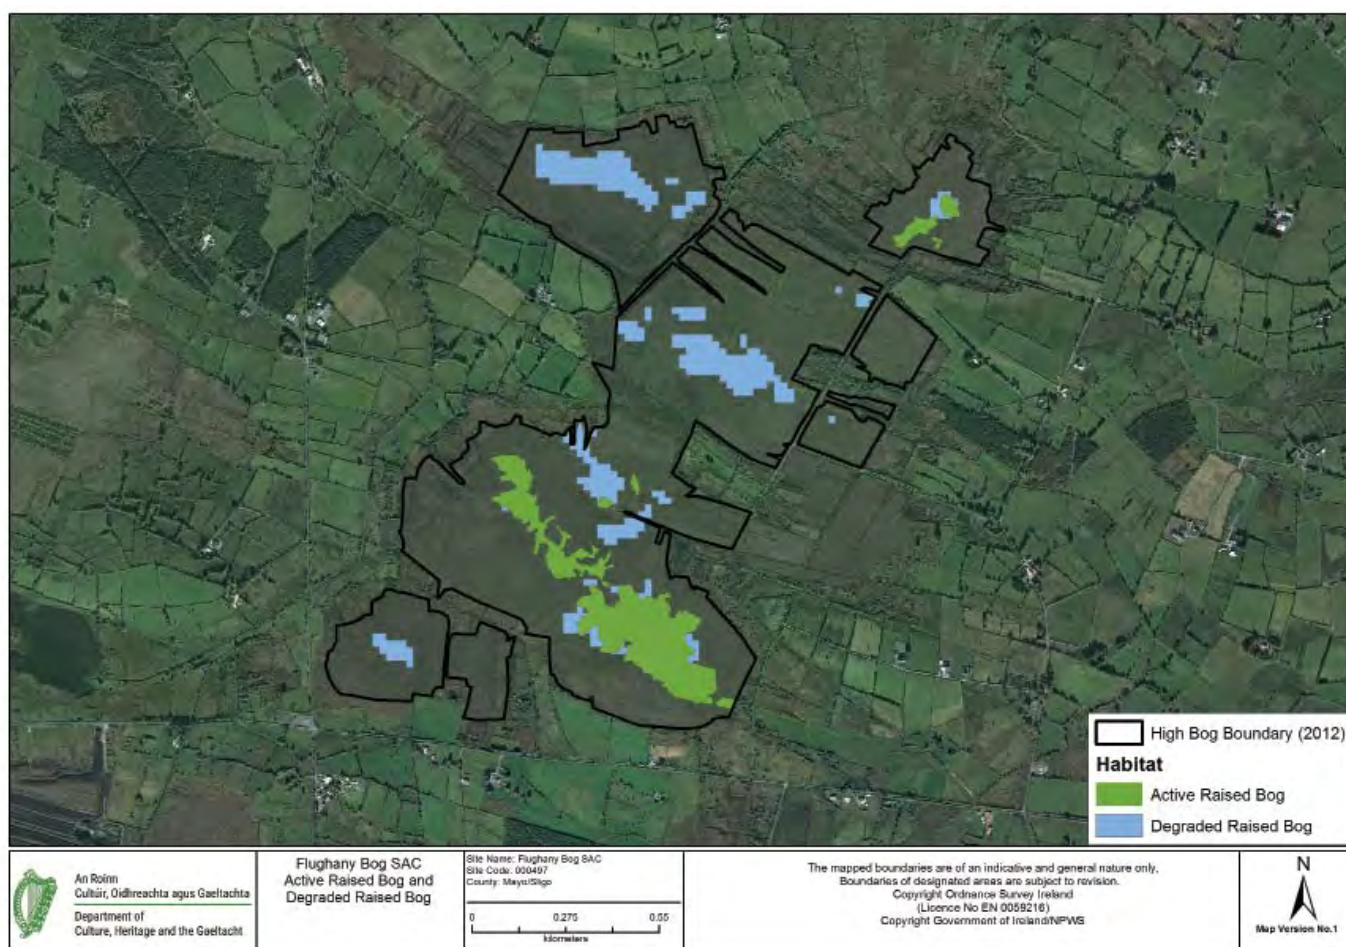 High Bog Boundary (2012)
Habitat
Active Raised Bog
Degraded Raised Bog
An Roinn
Cultúir, Oidhreachta agus Gaeltachta
Department of
Culture, Heritage and the Gaeltacht
Flughany Bog SAC
Active Raised Bog and
Degraded Raised Bog
Site Name: Flughany Bog SAC
Site Code: 000497
County: Mayo/Sligo
0 0.275 0.55
kilometers
The mapped boundaries are of an indicative and general nature only.
Boundaries of designated areas are subject to revision.
Copyright Ordnance Survey Ireland
(Licence No EN 0059216)
Copyright Government of Ireland/NPWS
N
Map Version No.1